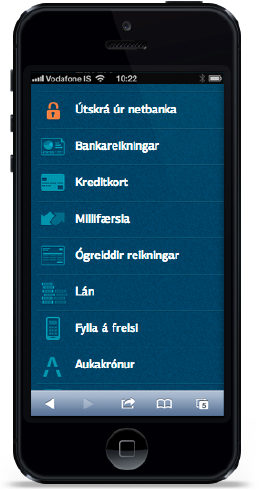 Vodafone IS 10:22
Útskrá úr netbanka
Bankareikningar
Kreditkort
Millifærsla
Ógreiddir reikningar
Lán
Fylla á frelsi
Aukakrónur
5